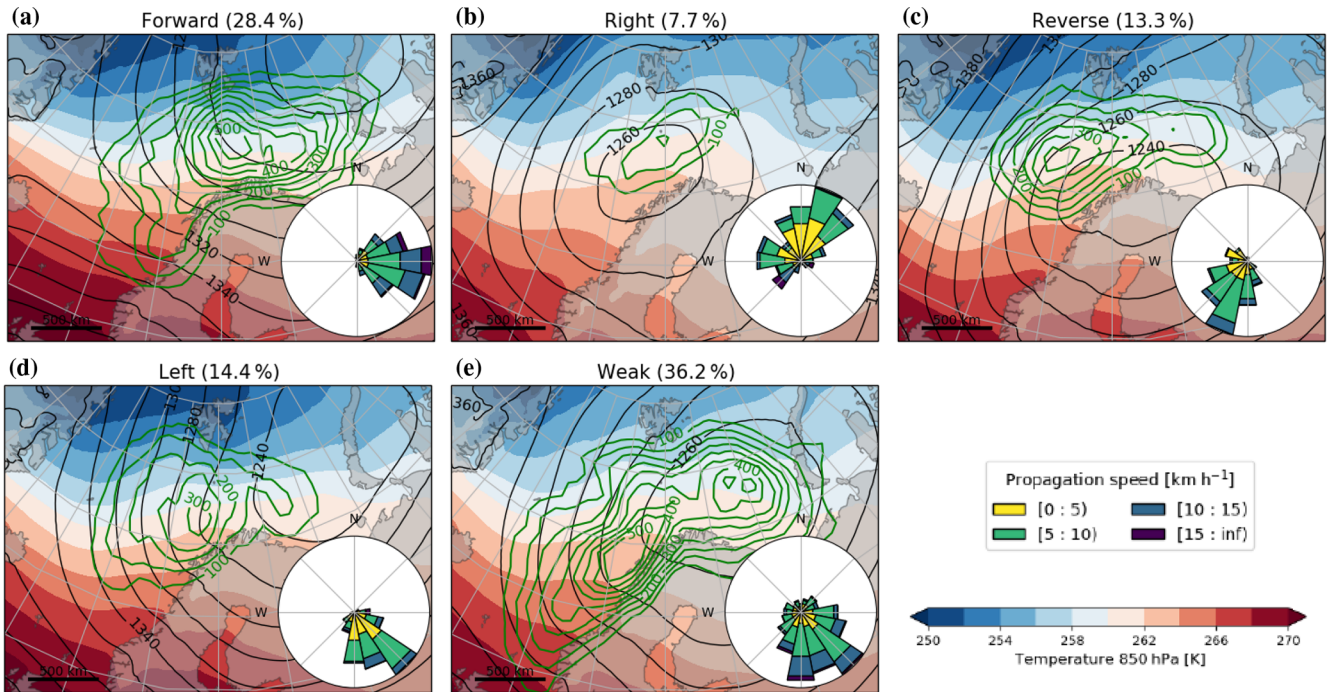 (a) Forward (28.4 %)
(b) Right (7.7 %)
(c) Reverse (13.3 %)
500
400
300
100
1320
1340
N
W
500 km
1360
1280
1260
100
1360
N
W
500 km
1380
1280
1260
1240
300
100
N
W
500 km
(d) Left (14.4 %)
(e) Weak (36.2 %)
1280
1240
200
300
100
1340
N
W
500 km
360
100
1260
400
400
500
N
W
500 km
Propagation speed [km h⁻¹]
[0 : 5)
[10 : 15)
[5 : 10)
[15 : inf)
250 254 258 262 266 270
Temperature 850 hPa [K]